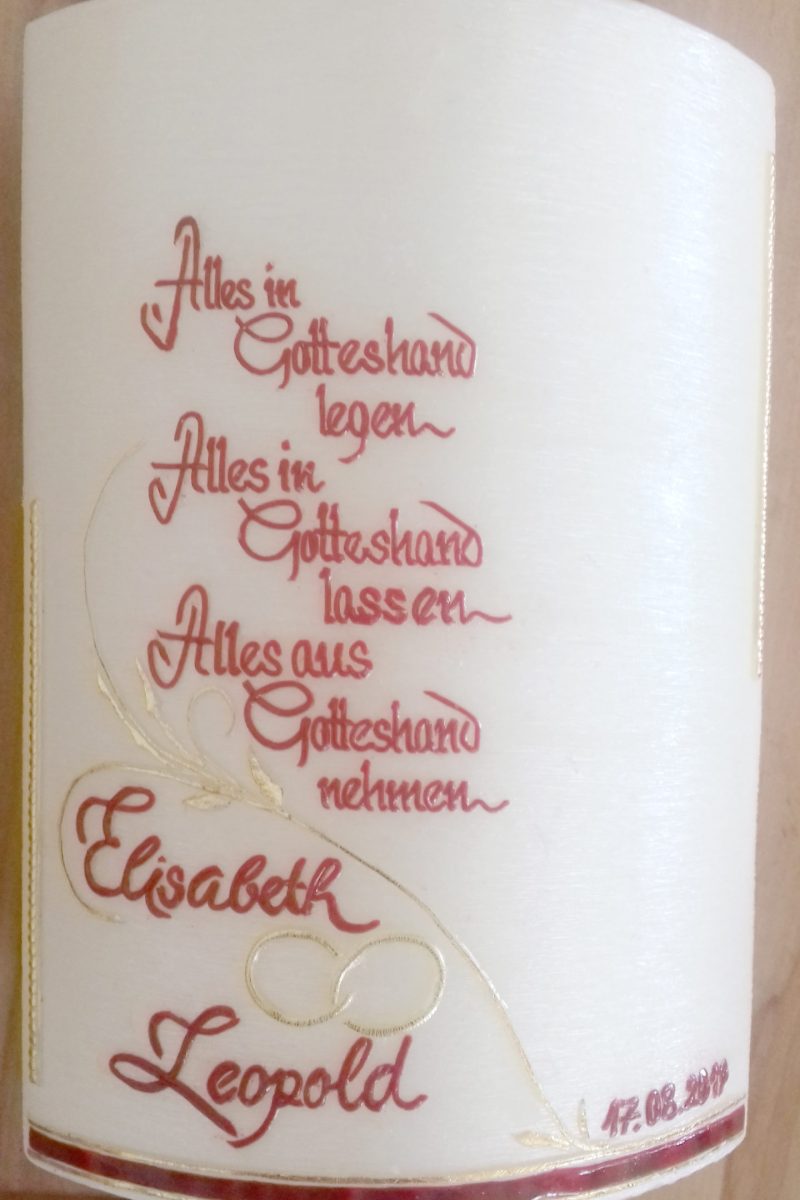 Alles in
Gotteshand
legen
Alles in
Gotteshand
lassen
Alles aus
Gotteshand
nehmen
Elisabeth
Leopold